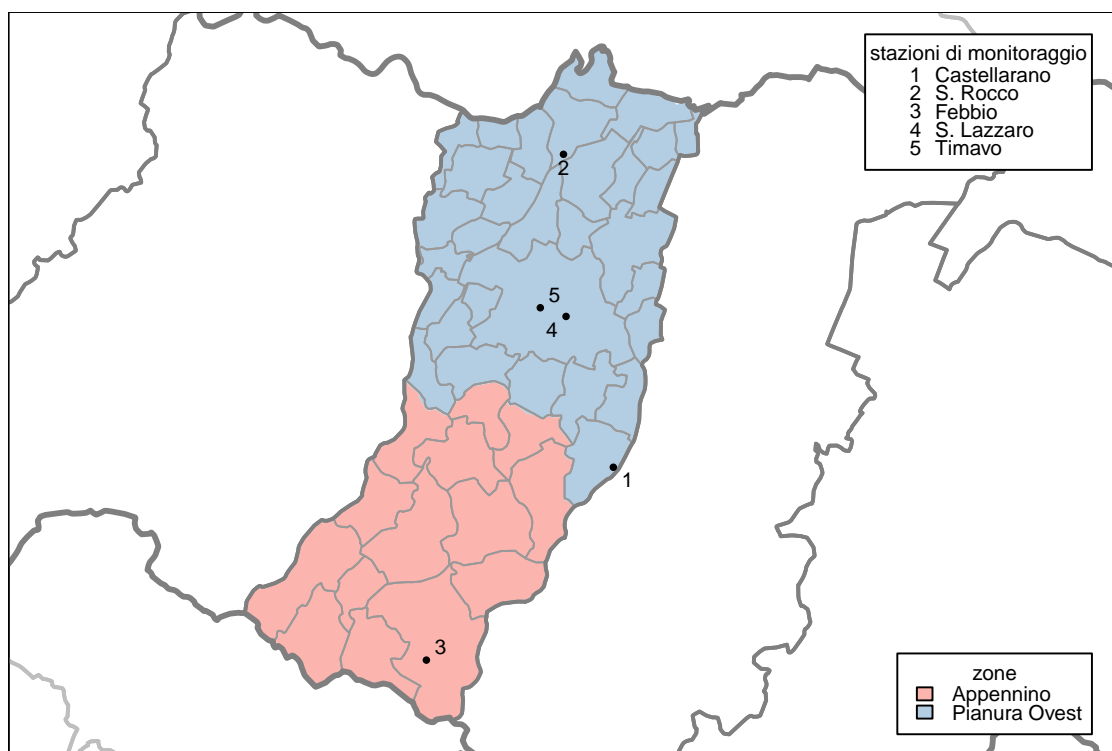 stazioni di monitoraggio
1 Castellarano
2 S. Rocco
3 Febbio
4 S. Lazzaro
5 Timavo
2
5
4
1
3
zone
Appennino
Pianura Ovest